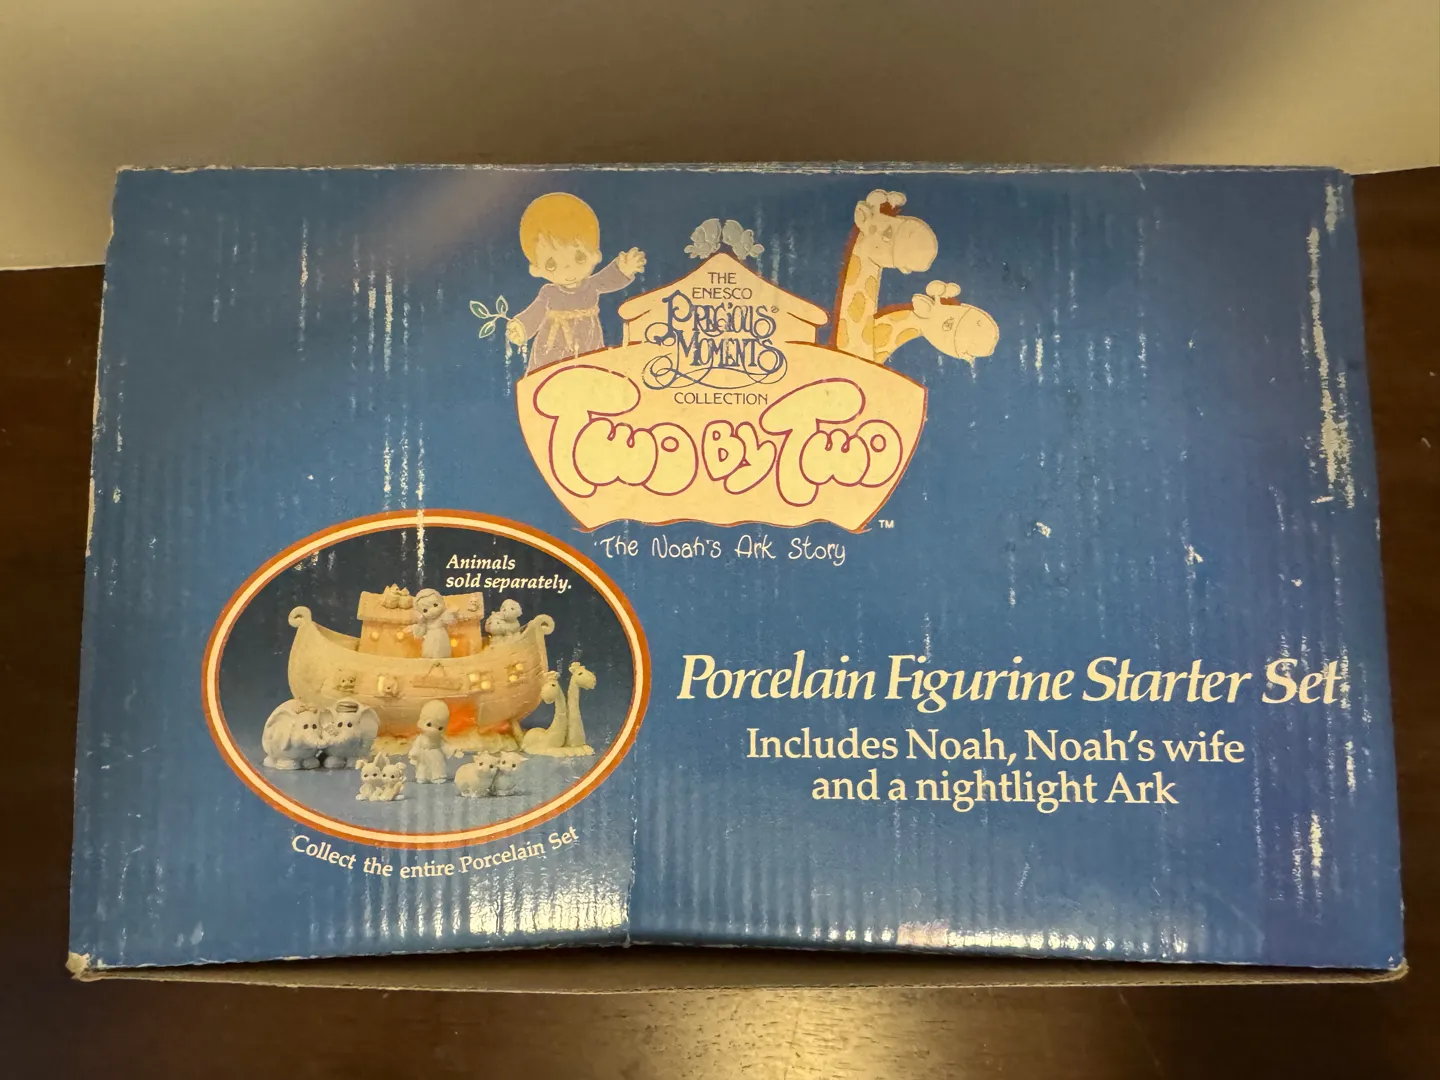 THE
ENESCO
PRECIOUS®
MOMENTS
COLLECTION
TWO BY TWO
TM
The Noah's Ark Story
Animals
sold separately.
Collect the entire Porcelain Set
Porcelain Figurine Starter Set
Includes Noah, Noah's wife
and a nightlight Ark